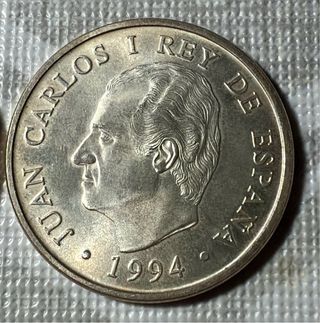 JUAN CARLOS I REY DE ESPAÑA
· 1994 ·